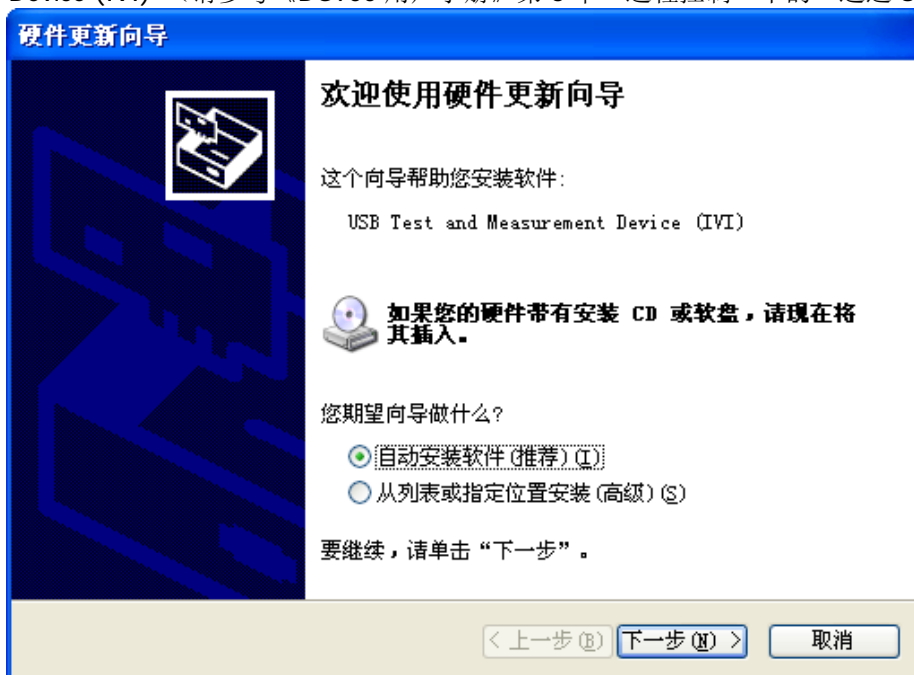 硬件更新向导
欢迎使用硬件更新向导
这个向导帮助您安装软件:
USB Test and Measurement Device (IVI)
如果您的硬件带有安装 CD 或软盘，请现在将
其插入。
您期望向导做什么?
自动安装软件(推荐)(I)
从列表或指定位置安装(高级)(S)
要继续，请单击“下一步”。
< 上一步(B) 下一步(N) > 取消